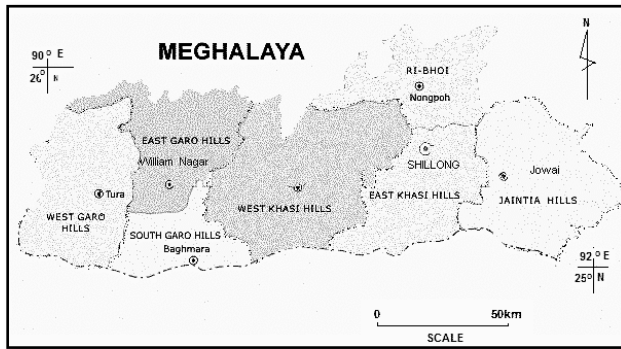 MEGHALAYA
90° E
26° N
N
RI-BHOI
Nongpoh
EAST GARO HILLS
William Nagar
SHILLONG
Jowai
Tura
WEST GARO
HILLS
WEST KHASI HILLS
EAST KHASI HILLS
JAINTIA HILLS
SOUTH GARO HILLS
Baghmara
92° E
25° N
0 50km
SCALE